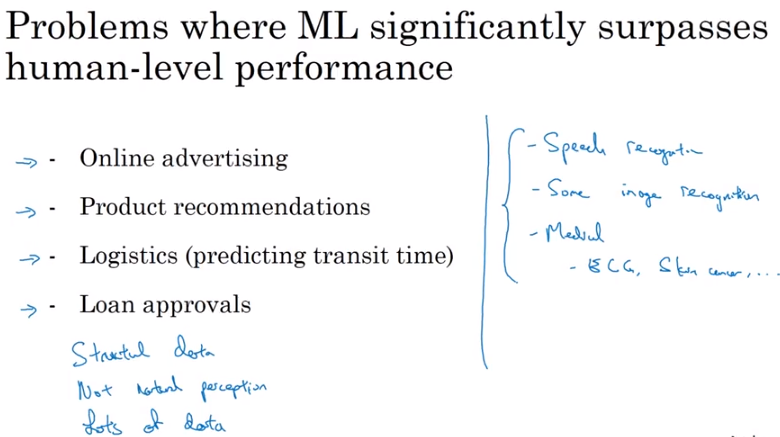 Problems where ML significantly surpasses
human-level performance
- Online advertising
- Product recommendations
- Logistics (predicting transit time)
- Loan approvals
Structul data
Not natural perception
Lots of data
- Speech recognition
- Some image recognition
- Medical
- ECG, Skin cancer, ...